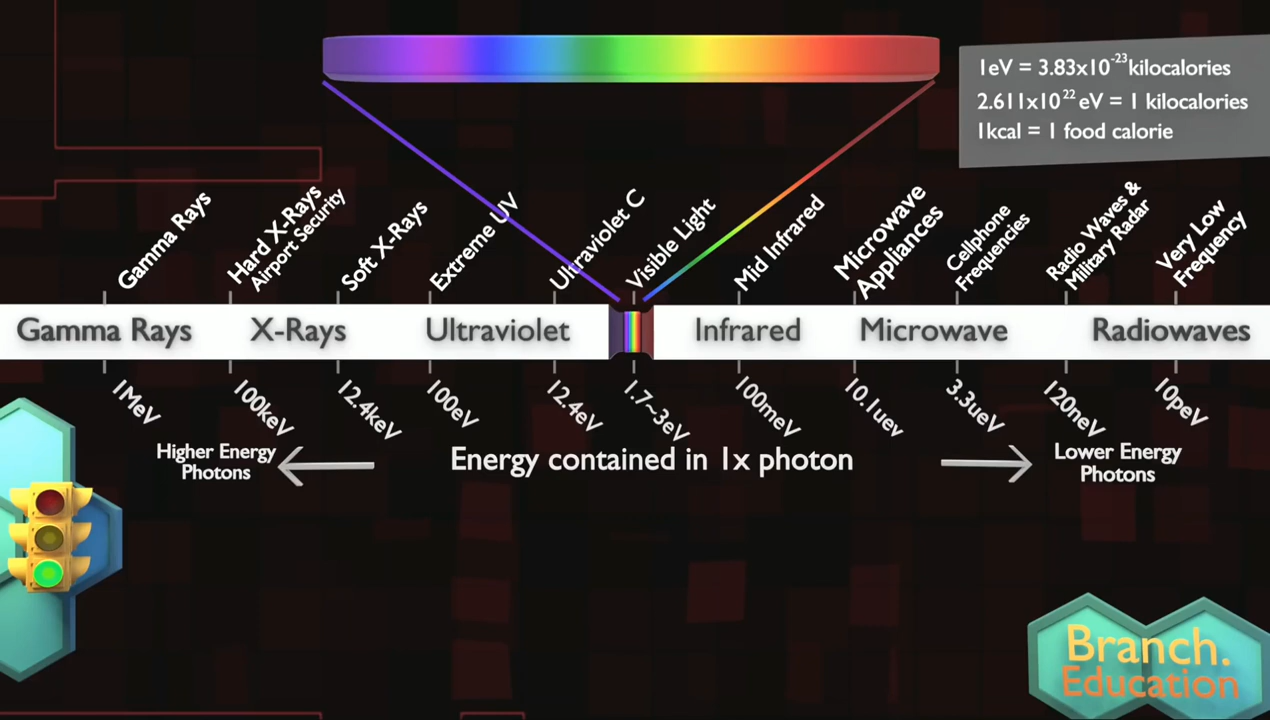 1eV = 3.83x10⁻²³kilocalories
2.611x10²² eV = 1 kilocalories
1kcal = 1 food calorie
Gamma Rays
Hard X-Rays
Airport Security
Soft X-Rays
Extreme UV
Ultraviolet C
Visible Light
Mid Infrared
Microwave
Appliances
Cellphone
Frequencies
Radio Waves &
Military Radar
Very Low
Frequency
Gamma Rays
X-Rays
Ultraviolet
Infrared
Microwave
Radiowaves
1MeV
100keV
12.4keV
100eV
12.4eV
1.7~3eV
100meV
10.1uev
3.3ueV
120neV
10peV
Higher Energy
Photons
Energy contained in 1x photon
Lower Energy
Photons
Branch.
Education